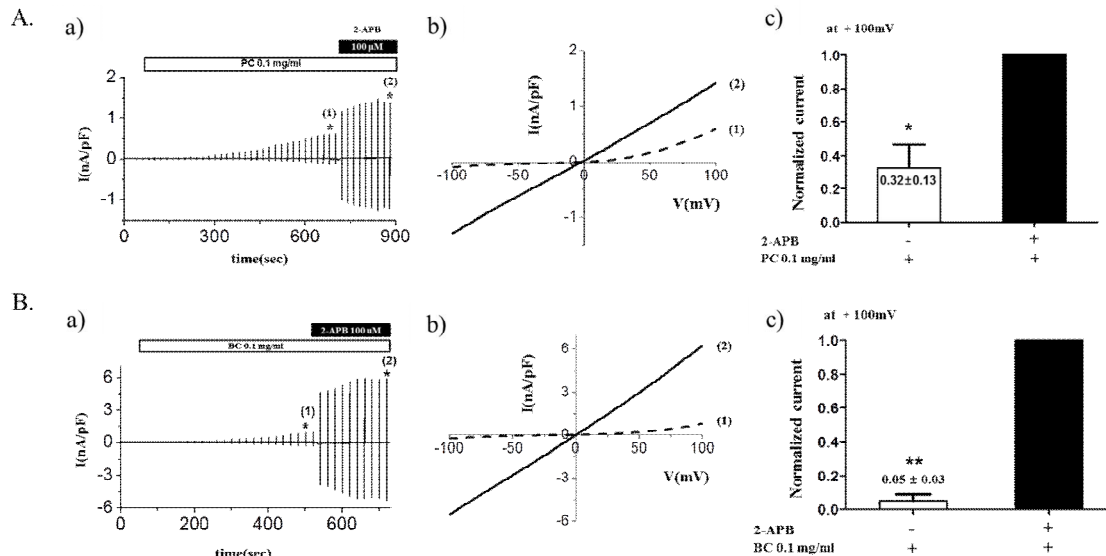 A.
a)
2-APB
100 μM
PC 0.1 mg/ml
(2)
*
(1)
*
2
1
0
-1
I(nA/pF)
0 300 600 900
time(sec)
b)
2
1
0
-1
I(nA/pF)
(2)
(1)
-100 -50 0 50 100
V(mV)
c)
at + 100mV
1.0
0.8
0.6
0.4
0.2
0.0
Normalized current
*
0.32±0.13
2-APB - +
PC 0.1 mg/ml + +
B.
a)
2-APB 100 uM
BC 0.1 mg/ml
(2)
*
(1)
*
6
3
0
-3
-6
I(nA/pF)
0 200 400 600
time(sec)
b)
6
3
0
-3
-6
I(nA/pF)
(2)
(1)
-100 -50 0 50 100
V(mV)
c)
at + 100mV
1.0
0.8
0.6
0.4
0.2
0.0
Normalized current
**
0.05 ± 0.03
2-APB - +
BC 0.1 mg/ml + +